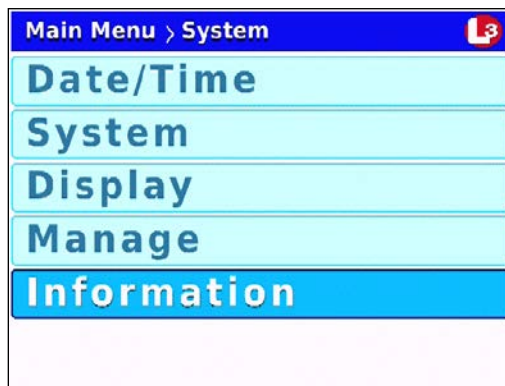 Main Menu > System L3
Date/Time
System
Display
Manage
Information